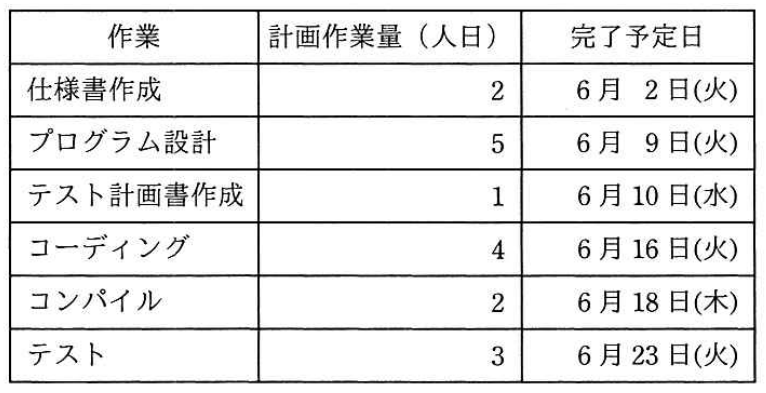 作業 計画作業量（人日） 完了予定日
仕様書作成 2 6月 2日(火)
プログラム設計 5 6月 9日(火)
テスト計画書作成 1 6月10日(水)
コーディング 4 6月16日(火)
コンパイル 2 6月18日(木)
テスト 3 6月23日(火)